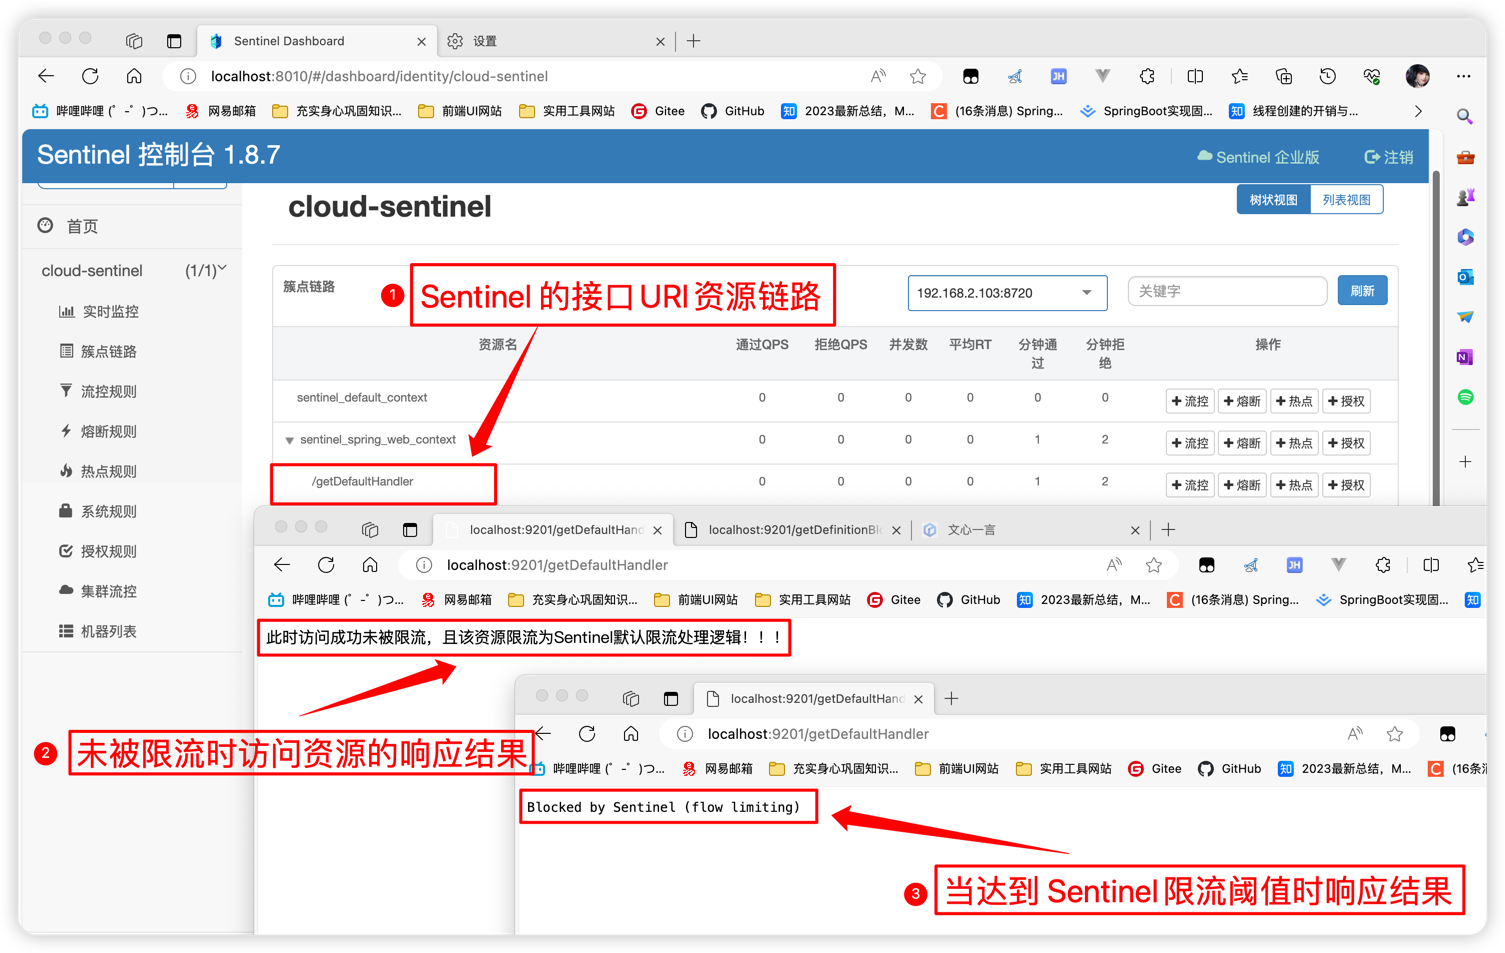 Sentinel Dashboard
设置
localhost:8010/#/dashboard/identity/cloud-sentinel
哔哩哔哩 (゜-゜)つ... 网易邮箱 充实身心巩固知识... 前端UI网站 实用工具网站 Gitee GitHub 知 2023最新总结，M... C (16条消息) Spring... SpringBoot实现固... 知 线程创建的开销与...
Sentinel 控制台 1.8.7
Sentinel 企业版 注销
首页
cloud-sentinel (1/1)
实时监控
簇点链路
流控规则
熔断规则
热点规则
系统规则
授权规则
集群流控
机器列表
cloud-sentinel
树状视图 列表视图
簇点链路
1 Sentinel 的接口URI资源链路
192.168.2.103:8720 关键字 刷新
资源名 通过QPS 拒绝QPS 并发数 平均RT 分钟通过 分钟拒绝 操作
sentinel_default_context 0 0 0 0 0 0 +流控 +熔断 +热点 +授权
sentinel_spring_web_context 0 0 0 0 1 2 +流控 +熔断 +热点 +授权
/getDefaultHandler 0 0 0 0 1 2 +流控 +熔断 +热点 +授权
localhost:9201/getDefaultHand localhost:9201/getDefinitionBl 文心一言
localhost:9201/getDefaultHandler
哔哩哔哩 (゜-゜)つ... 网易邮箱 充实身心巩固知识... 前端UI网站 实用工具网站 Gitee GitHub 知 2023最新总结，M... C (16条消息) Spring... SpringBoot实现固... 知
此时访问成功未被限流，且该资源限流为Sentinel默认限流处理逻辑！！！
2 未被限流时访问资源的响应结果
localhost:9201/getDefaultHand
localhost:9201/getDefaultHandler
哔哩哔哩 (゜-゜)つ... 网易邮箱 充实身心巩固知识... 前端UI网站 实用工具网站 Gitee GitHub 知 2023最新总结，M... C (16条
Blocked by Sentinel (flow limiting)
3 当达到 Sentinel限流阈值时响应结果